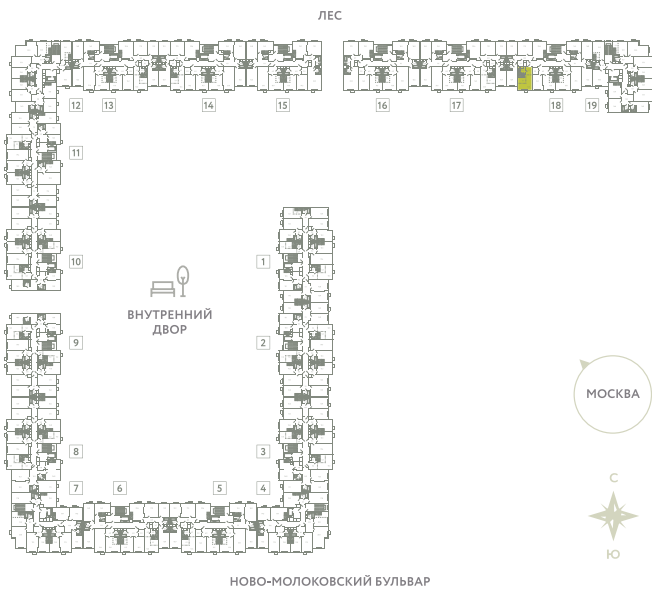 ЛЕС
12 13 14 15 16 17 18 19
11
10 1
ВНУТРЕННИЙ
ДВОР
9 2
МОСКВА
8 3
7 6 5 4
С
Ю
НОВО-МОЛОКОВСКИЙ БУЛЬВАР